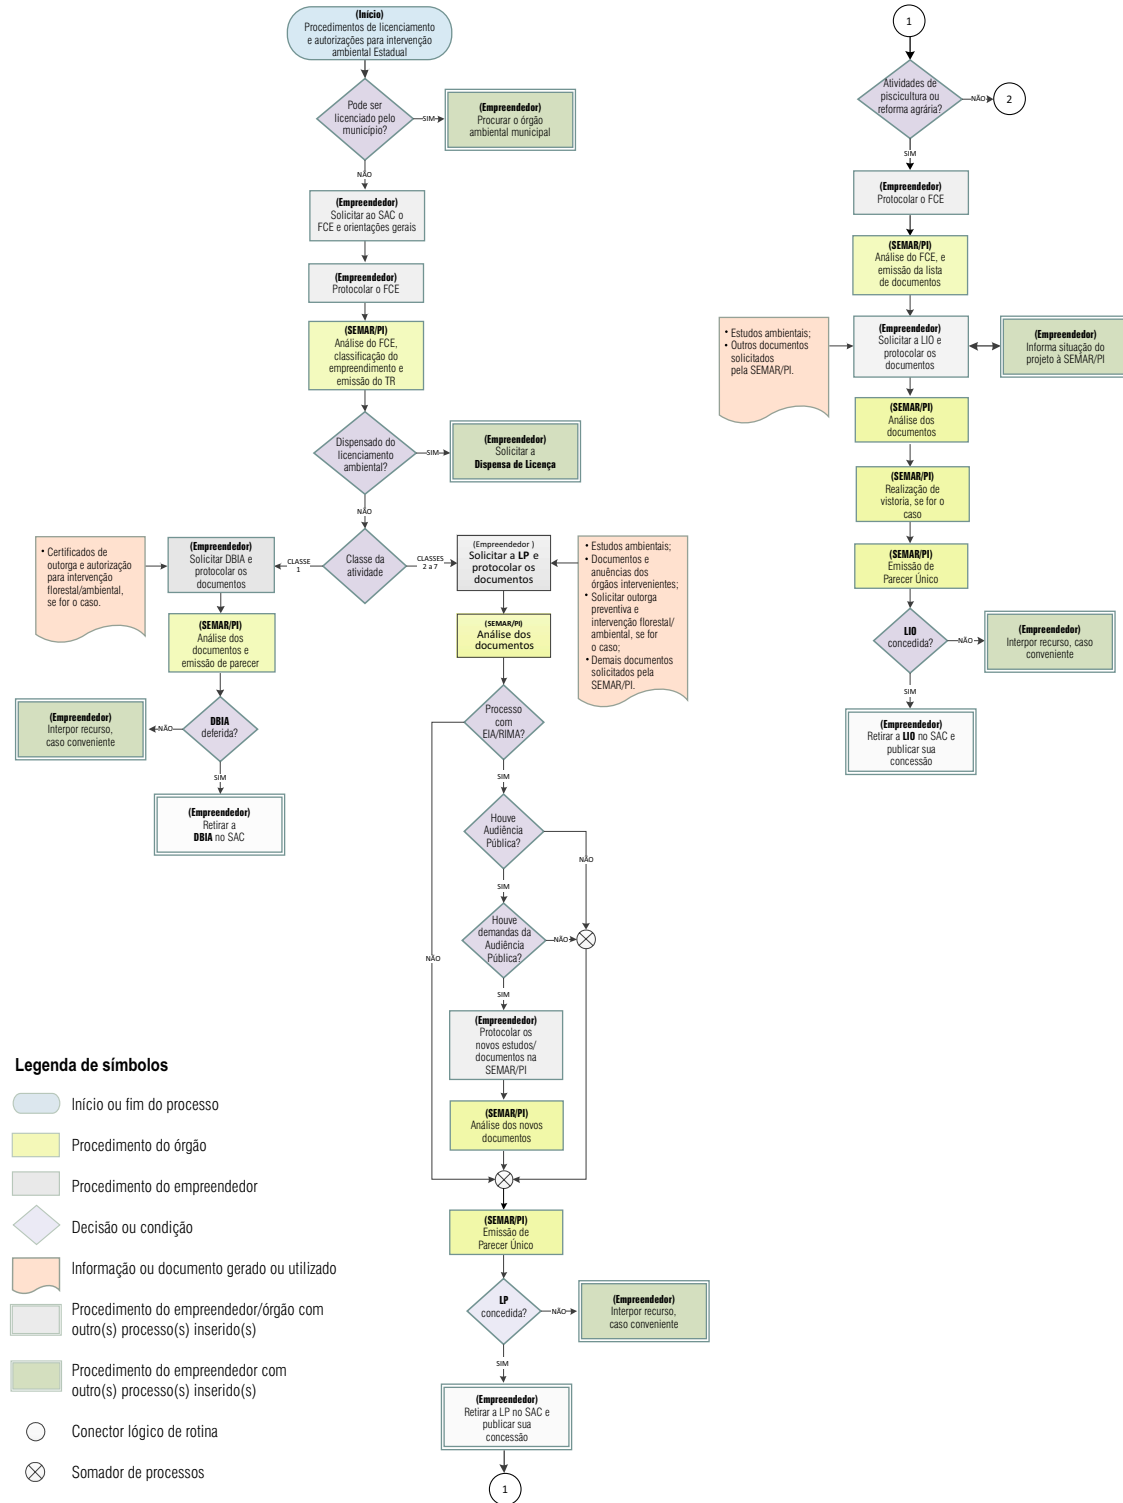 (Início)
Procedimentos de licenciamento
e autorizações para intervenção
ambiental Estadual
Pode ser
licenciado pelo
município?
SIM
(Empreendedor)
Procurar o órgão
ambiental municipal
NÃO
(Empreendedor)
Solicitar ao SAC o
FCE e orientações gerais
(Empreendedor)
Protocolar o FCE
(SEMAR/PI)
Análise do FCE,
classificação do
empreendimento e
emissão do TR
Dispensado do
licenciamento
ambiental?
SIM
(Empreendedor)
Solicitar a
Dispensa de Licença
NÃO
Classe da
atividade
CLASSE
1
CLASSES
2 a 7
• Certificados de
outorga e autorização
para intervenção
florestal/ambiental,
se for o caso.
(Empreendedor)
Solicitar DBIA e
protocolar os
documentos
(SEMAR/PI)
Análise dos
documentos e
emissão de parecer
DBIA
deferida?
NÃO
(Empreendedor)
Interpor recurso,
caso conveniente
SIM
(Empreendedor)
Retirar a
DBIA no SAC
(Empreendedor )
Solicitar a LP e
protocolar os
documentos
• Estudos ambientais;
• Documentos e
anuências dos
órgãos intervenientes;
• Solicitar outorga
preventiva e
intervenção florestal/
ambiental, se for
o caso;
• Demais documentos
solicitados pela
SEMAR/PI.
(SEMAR/PI)
Análise dos
documentos
Processo
com
EIA/RIMA?
SIM
NÃO
Houve
Audiência
Pública?
NÃO
SIM
Houve
demandas da
Audiência
Pública?
NÃO
SIM
(Empreendedor)
Protocolar os
novos estudos/
documentos na
SEMAR/PI
(SEMAR/PI)
Análise dos novos
documentos
(SEMAR/PI)
Emissão de
Parecer Único
LP
concedida?
NÃO
(Empreendedor)
Interpor recurso,
caso conveniente
SIM
(Empreendedor)
Retirar a LP no SAC e
publicar sua
concessão
1
1
Atividades de
piscicultura ou
reforma agrária?
NÃO
2
SIM
(Empreendedor)
Protocolar o FCE
(SEMAR/PI)
Análise do FCE, e
emissão da lista
de documentos
• Estudos ambientais;
• Outros documentos
solicitados
pela SEMAR/PI.
(Empreendedor)
Solicitar a LIO e
protocolar os
documentos
(Empreendedor)
Informa situação do
projeto à SEMAR/PI
(SEMAR/PI)
Análise dos
documentos
(SEMAR/PI)
Realização de
vistoria, se for o
caso
(SEMAR/PI)
Emissão de
Parecer Único
LIO
concedida?
NÃO
(Empreendedor)
Interpor recurso, caso
conveniente
SIM
(Empreendedor)
Retirar a LIO no SAC e
publicar sua
concessão
Legenda de símbolos
Início ou fim do processo
Procedimento do órgão
Procedimento do empreendedor
Decisão ou condição
Informação ou documento gerado ou utilizado
Procedimento do empreendedor/órgão com
outro(s) processo(s) inserido(s)
Procedimento do empreendedor com
outro(s) processo(s) inserido(s)
Conector lógico de rotina
Somador de processos